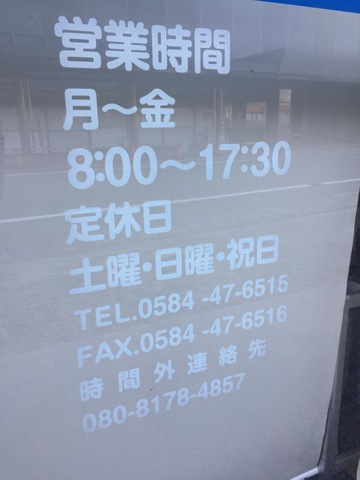 営業時間
月～金
8:00～17:30
定休日
土曜・日曜・祝日
TEL.0584 -47-6515
FAX.0584 -47-6516
時間外連絡先
080-8178-4857